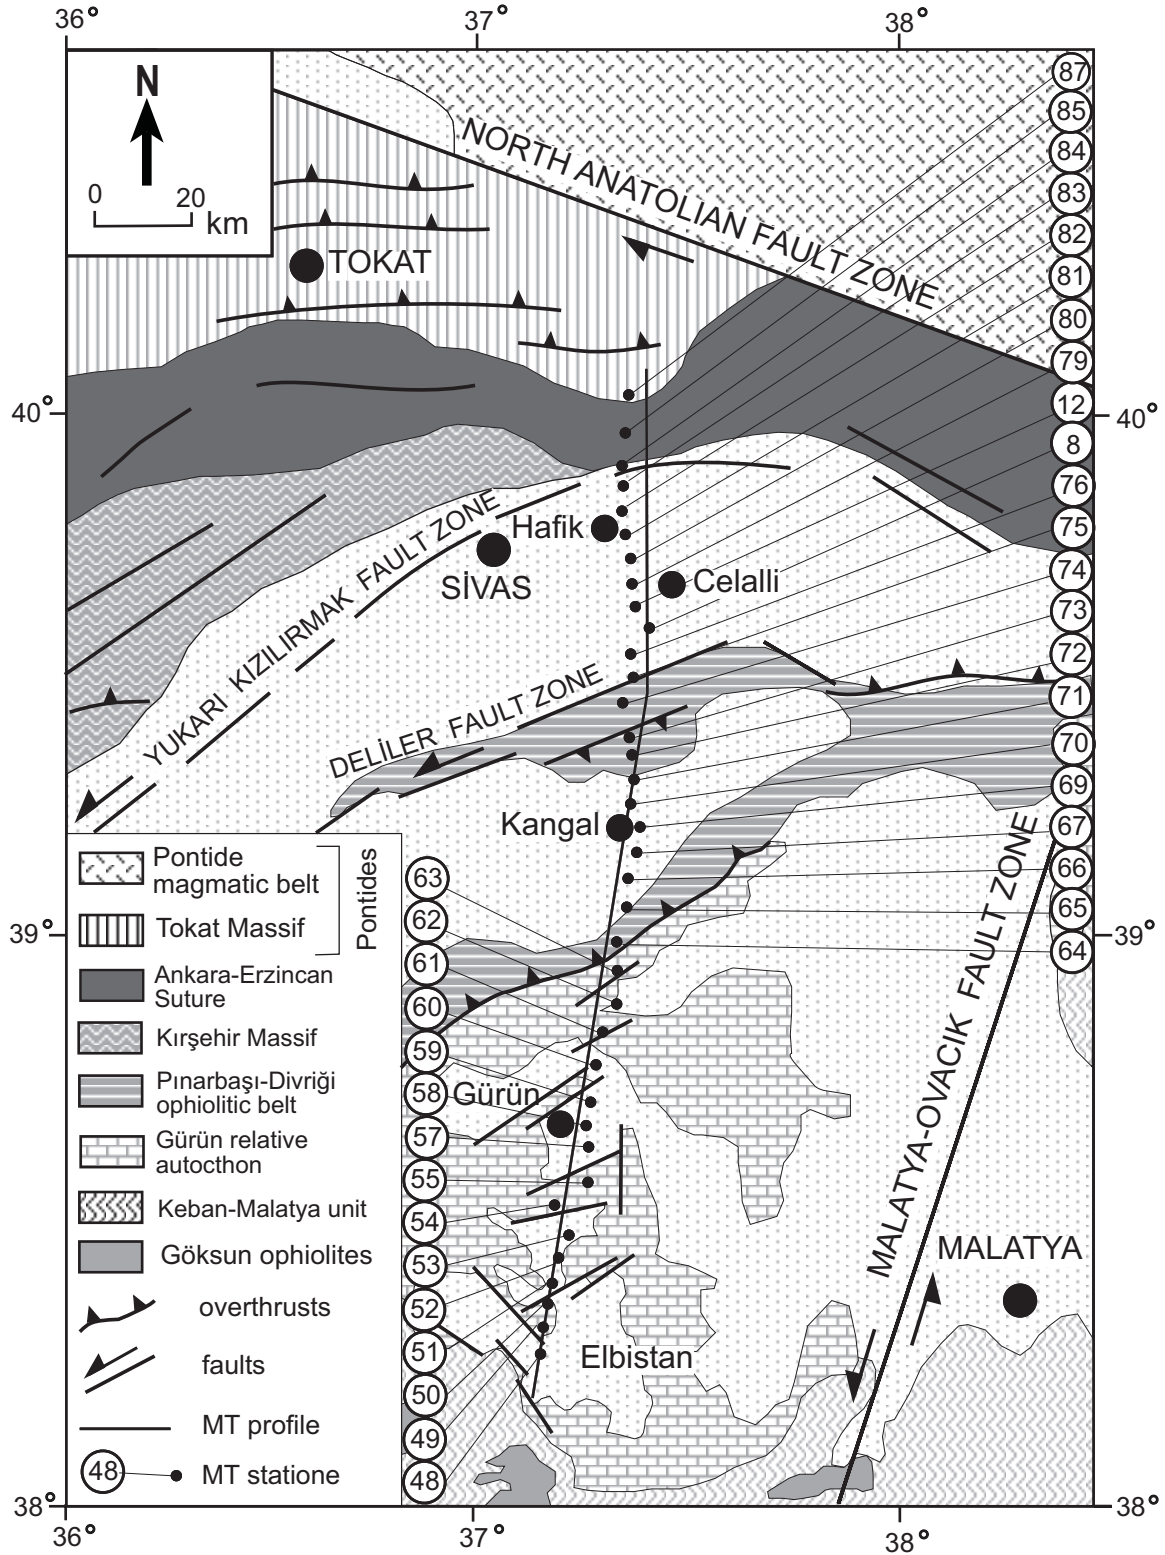 36°
37°
38°
N
0
20
km
NORTH ANATOLIAN FAULT ZONE
TOKAT
40°
40°
Hafik
SİVAS
Celalli
YUKARI KIZILIRMAK FAULT ZONE
DELİLER FAULT ZONE
Kangal
39°
39°
Gürün
MALATYA-OVACIK FAULT ZONE
MALATYA
Elbistan
87
85
84
83
82
81
80
79
12
8
76
75
74
73
72
71
70
69
67
66
65
64
63
62
61
60
59
58
57
55
54
53
52
51
50
49
48
Pontide
magmatic belt
Tokat Massif
Pontides
Ankara-Erzincan
Suture
Kırşehir Massif
Pınarbaşı-Divriği
ophiolitic belt
Gürün relative
autocthon
Keban-Malatya unit
Göksun ophiolites
overthrusts
faults
MT profile
48
MT statione
38°
38°
36°
37°
38°